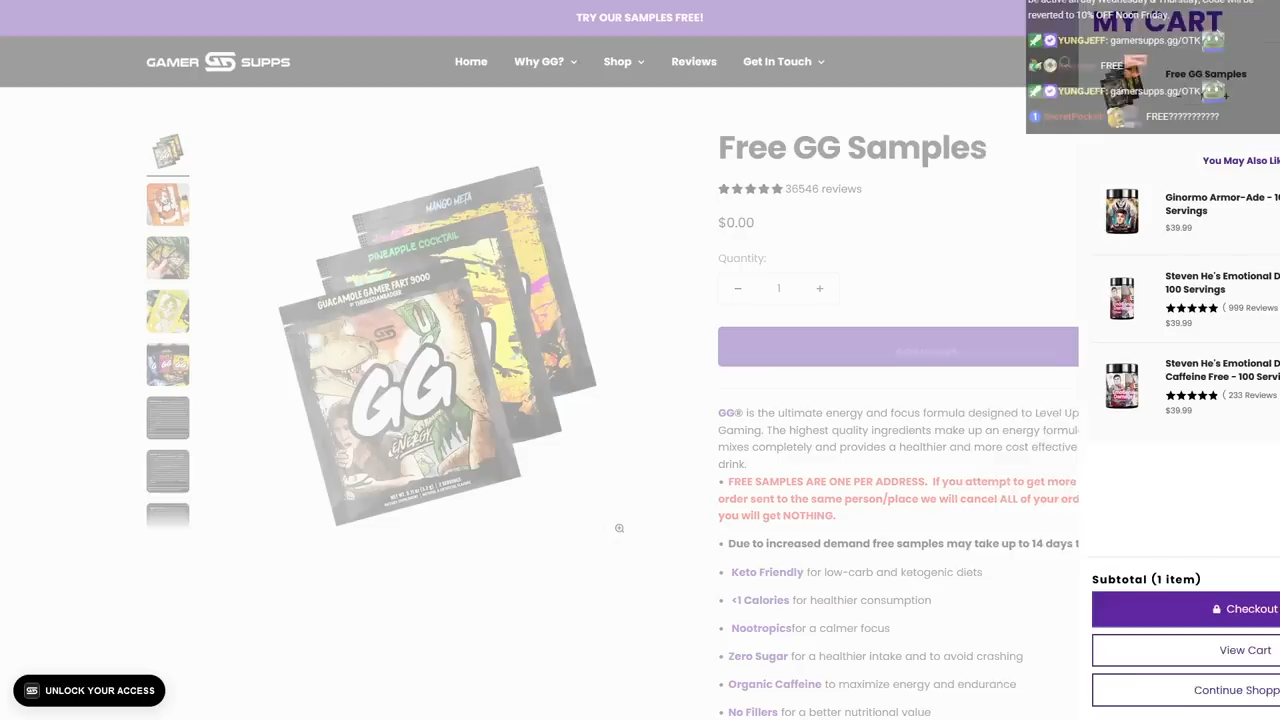 TRY OUR SAMPLES FREE!
GAMER SUPPS
Home
Why GG?
Shop
Reviews
Get In Touch
reverted to 10% OFF Noon Friday.
MY CART
YUNGJEFF: gamersupps.gg/OTK
FREE
Free GG Samples
YUNGJEFF: gamersupps.gg/OTK
SecretPocket: FREE???????????
Free GG Samples
36546 reviews
$0.00
Quantity:
− 1 +
MANGO META
PINEAPPLE COCKTAIL
GUACAMOLE GAMER FART 9000
GG
ENERGY
GG® is the ultimate energy and focus formula designed to Level Up
Gaming. The highest quality ingredients make up an energy formul
mixes completely and provides a healthier and more cost effective
drink.
• FREE SAMPLES ARE ONE PER ADDRESS. If you attempt to get more
order sent to the same person/place we will cancel ALL of your ord
you will get NOTHING.
• Due to increased demand free samples may take up to 14 days t
• Keto Friendly for low-carb and ketogenic diets
• <1 Calories for healthier consumption
• Nootropicsfor a calmer focus
• Zero Sugar for a healthier intake and to avoid crashing
• Organic Caffeine to maximize energy and endurance
• No Fillers for a better nutritional value
You May Also Lik
Ginormo Armor-Ade - 10
Servings
$39.99
Steven He's Emotional D
100 Servings
( 999 Reviews
$39.99
Steven He's Emotional D
Caffeine Free - 100 Servi
( 233 Reviews
$39.99
Subtotal (1 item)
Checkout
View Cart
Continue Shopp
UNLOCK YOUR ACCESS